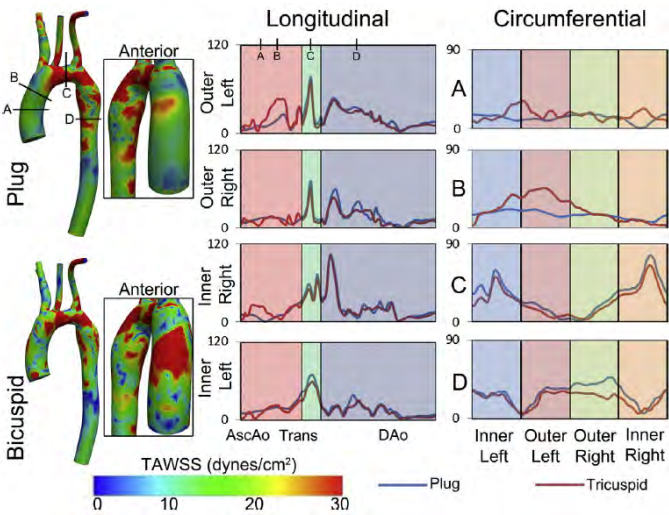 Longitudinal
Circumferential
Anterior
B
A
C
D
Plug
Anterior
Bicuspid
TAWSS (dynes/cm²)
0 10 20 30
120
A B C D
Outer
Left
0
120
Outer
Right
0
120
Inner
Right
0
120
Inner
Left
0
AscAo Trans DAo
90
A
0
90
B
0
90
C
0
90
D
0
Inner
Left
Outer
Left
Outer
Right
Inner
Right
Plug
Tricuspid